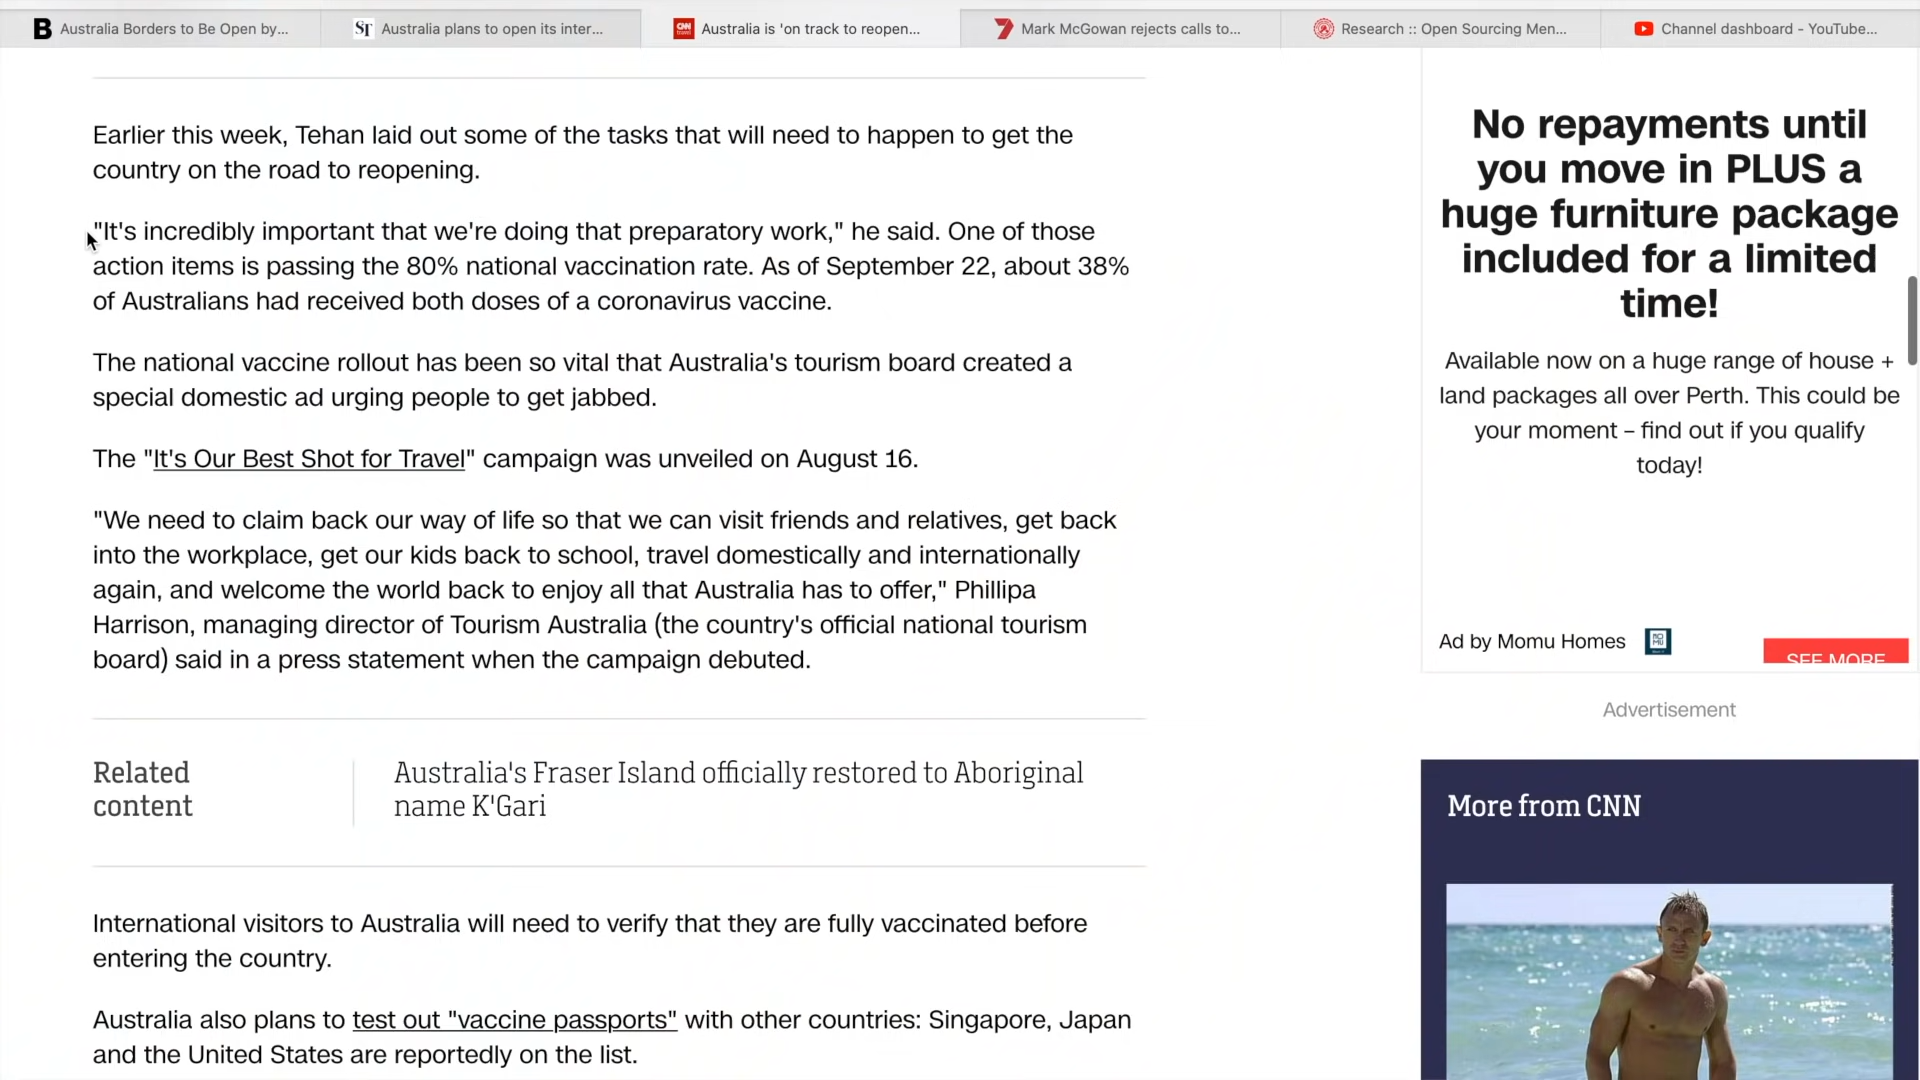 Australia Borders to Be Open by...
Australia plans to open its inter...
Australia is 'on track to reopen...
Mark McGowan rejects calls to...
Research :: Open Sourcing Men...
Channel dashboard - YouTube...
Earlier this week, Tehan laid out some of the tasks that will need to happen to get the
country on the road to reopening.
"It's incredibly important that we're doing that preparatory work," he said. One of those
action items is passing the 80% national vaccination rate. As of September 22, about 38%
of Australians had received both doses of a coronavirus vaccine.
The national vaccine rollout has been so vital that Australia's tourism board created a
special domestic ad urging people to get jabbed.
The "It's Our Best Shot for Travel" campaign was unveiled on August 16.
"We need to claim back our way of life so that we can visit friends and relatives, get back
into the workplace, get our kids back to school, travel domestically and internationally
again, and welcome the world back to enjoy all that Australia has to offer," Phillipa
Harrison, managing director of Tourism Australia (the country's official national tourism
board) said in a press statement when the campaign debuted.
Related
content
Australia's Fraser Island officially restored to Aboriginal
name K'Gari
International visitors to Australia will need to verify that they are fully vaccinated before
entering the country.
Australia also plans to test out "vaccine passports" with other countries: Singapore, Japan
and the United States are reportedly on the list.
No repayments until
you move in PLUS a
huge furniture package
included for a limited
time!
Available now on a huge range of house +
land packages all over Perth. This could be
your moment – find out if you qualify
today!
Ad by Momu Homes
SEE MORE
Advertisement
More from CNN